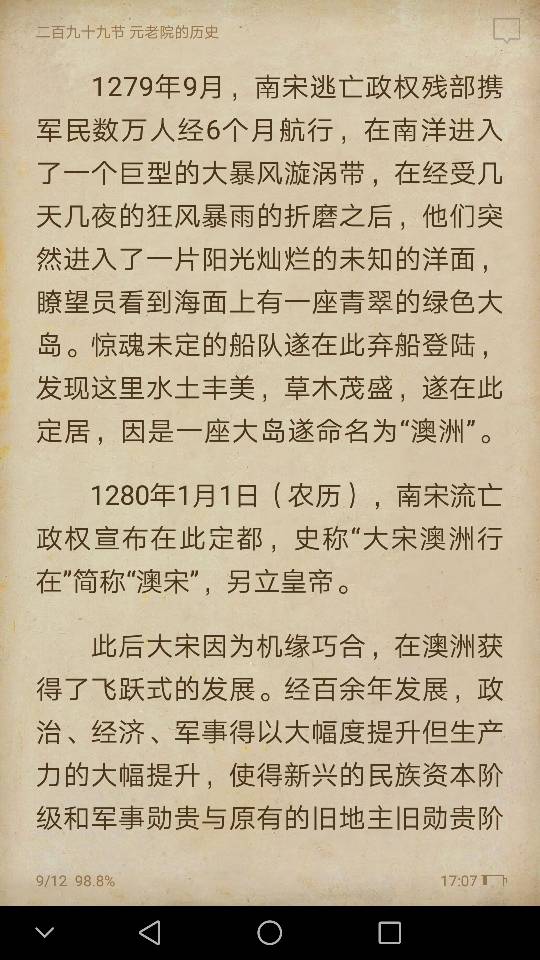 二百九十九节 元老院的历史
1279年9月，南宋逃亡政权残部携
军民数万人经6个月航行，在南洋进入
了一个巨型的大暴风漩涡带，在经受几
天几夜的狂风暴雨的折磨之后，他们突
然进入了一片阳光灿烂的未知的洋面，
瞭望员看到海面上有一座青翠的绿色大
岛。惊魂未定的船队遂在此弃船登陆，
发现这里水土丰美，草木茂盛，遂在此
定居，因是一座大岛遂命名为“澳洲”。
1280年1月1日（农历），南宋流亡
政权宣布在此定都，史称“大宋澳洲行
在”简称“澳宋”，另立皇帝。
此后大宋因为机缘巧合，在澳洲获
得了飞跃式的发展。经百余年发展，政
治、经济、军事得以大幅度提升但生产
力的大幅提升，使得新兴的民族资本阶
级和军事勋贵与原有的旧地主旧勋贵阶
9/12 98.8%
17:07